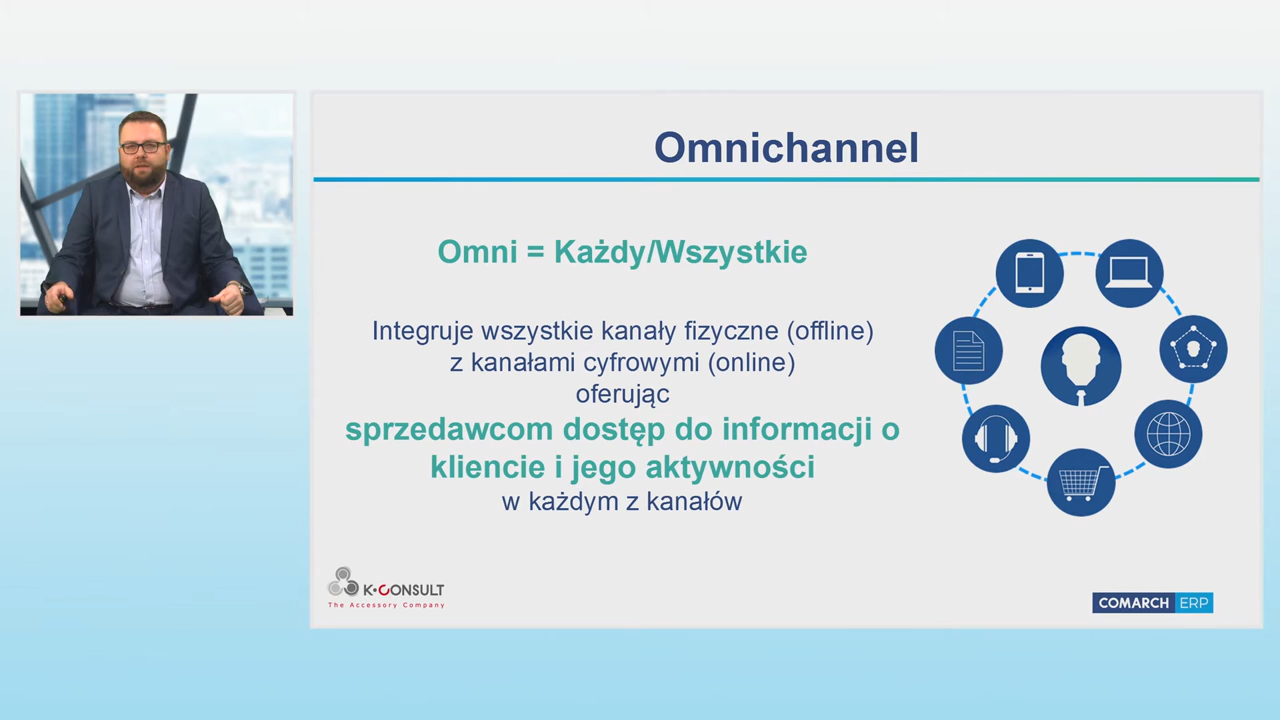 Omnichannel
Omni = Każdy/Wszystkie
Integruje wszystkie kanały fizyczne (offline)
z kanałami cyfrowymi (online)
oferując
sprzedawcom dostęp do informacji o
kliencie i jego aktywności
w każdym z kanałów
K·CONSULT
The Accessory Company
COMARCH ERP